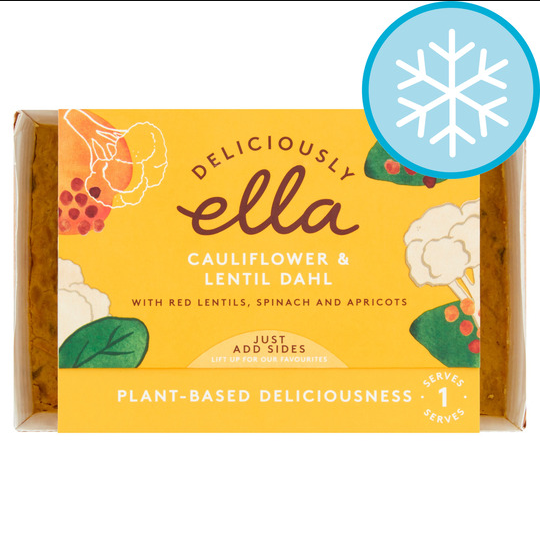 DELICIOUSLY
ella
CAULIFLOWER &
LENTIL DAHL
WITH RED LENTILS, SPINACH AND APRICOTS
JUST
ADD SIDES
LIFT UP FOR OUR FAVOURITES
PLANT-BASED DELICIOUSNESS
SERVES
1
SERVES